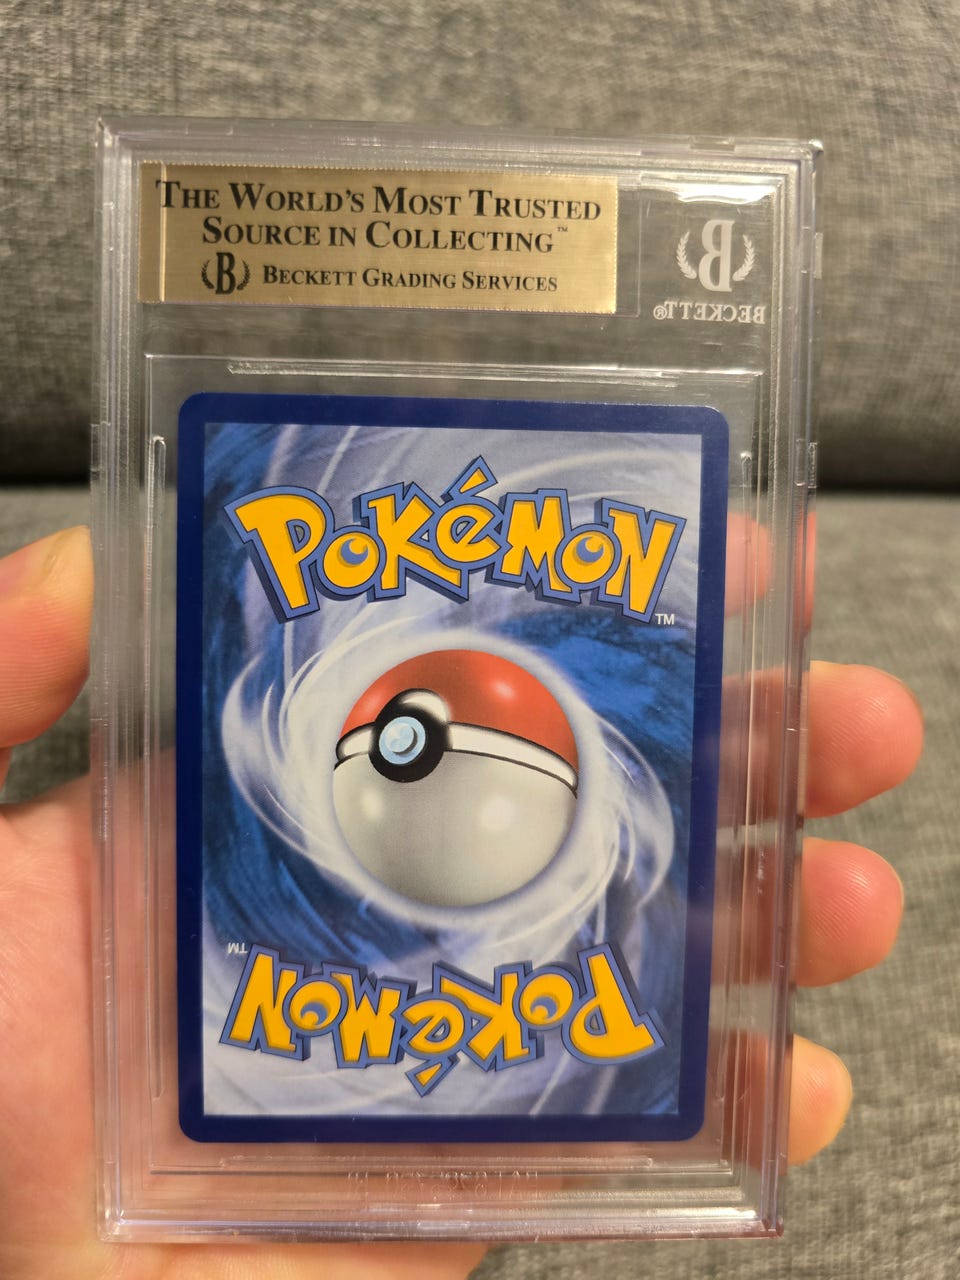 THE WORLD'S MOST TRUSTED
SOURCE IN COLLECTING™
B BECKETT GRADING SERVICES
B
BECKETT®
POKéMON
TM
TM
POKéMON